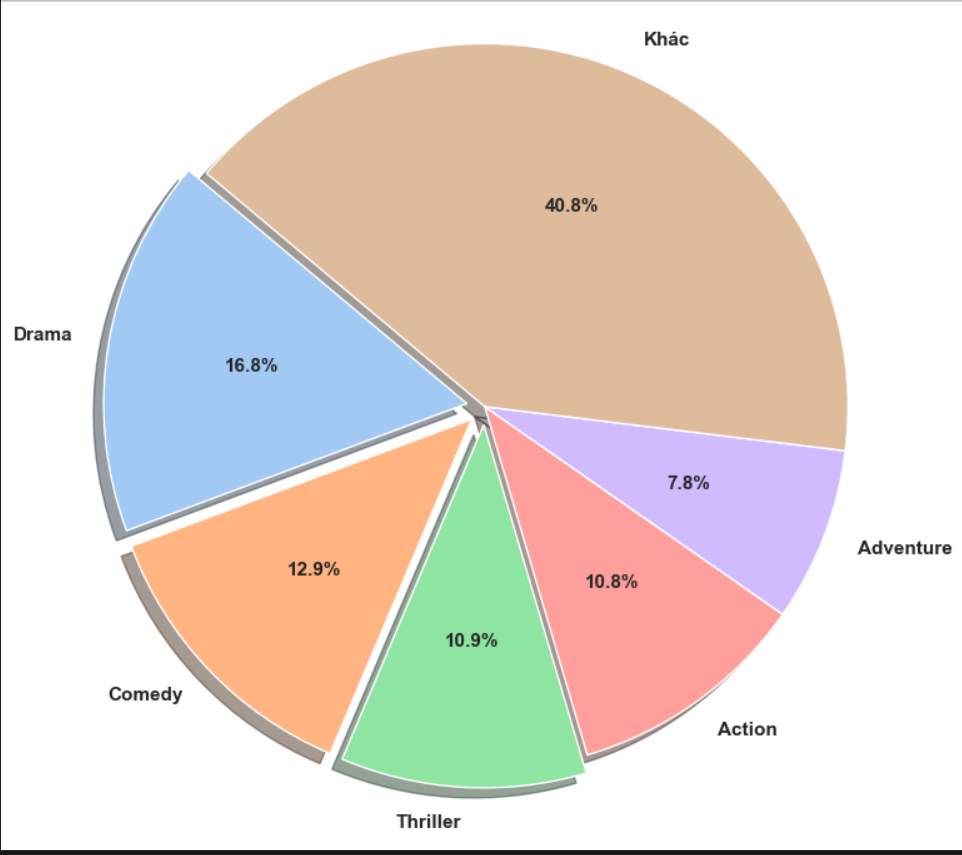 Khác
40.8%
Drama
16.8%
7.8%
Adventure
12.9%
10.8%
10.9%
Comedy
Action
Thriller